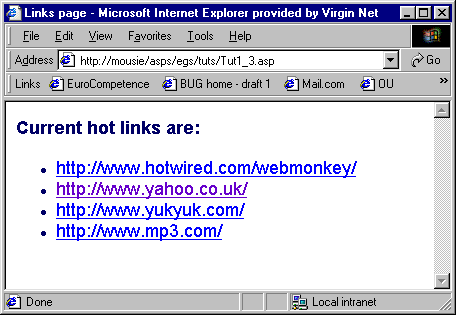 Links page - Microsoft Internet Explorer provided by Virgin Net
File Edit View Favorites Tools Help
Address http://mousie/asps/egs/tuts/Tut1_3.asp Go
Links EuroCompetence BUG home - draft 1 Mail.com OU »
Current hot links are:
• http://www.hotwired.com/webmonkey/
• http://www.yahoo.co.uk/
• http://www.yukyuk.com/
• http://www.mp3.com/
Done Local intranet